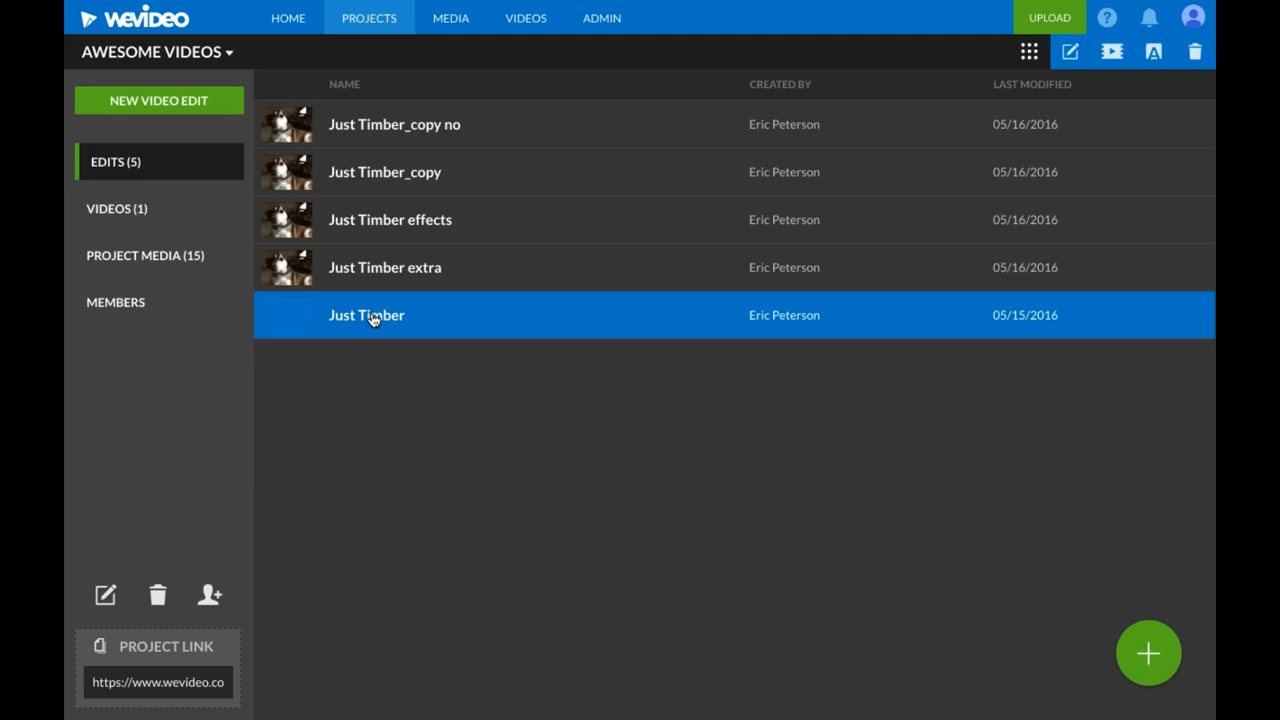 WEVIDEO HOME PROJECTS MEDIA VIDEOS ADMIN UPLOAD ?
AWESOME VIDEOS A
NEW VIDEO EDIT
EDITS (5)
VIDEOS (1)
PROJECT MEDIA (15)
MEMBERS
PROJECT LINK
https://www.wevideo.co
NAME CREATED BY LAST MODIFIED
Just Timber_copy no Eric Peterson 05/16/2016
Just Timber_copy Eric Peterson 05/16/2016
Just Timber effects Eric Peterson 05/16/2016
Just Timber extra Eric Peterson 05/16/2016
Just Timber Eric Peterson 05/15/2016